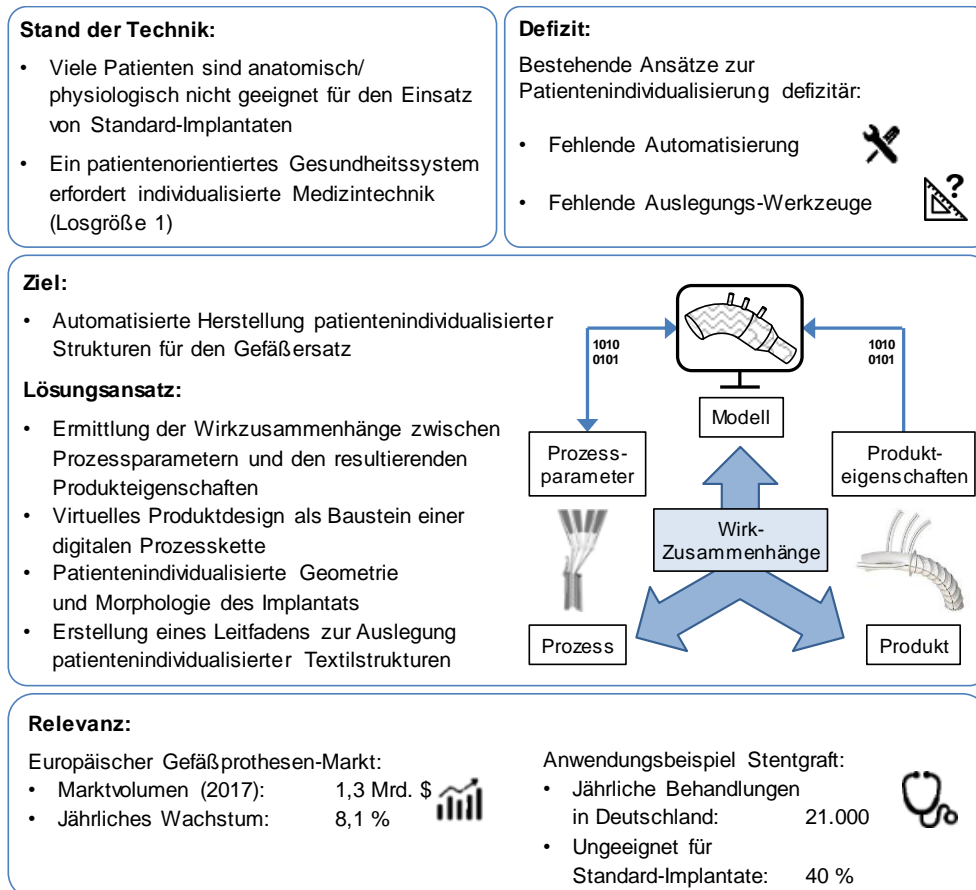 Stand der Technik:
• Viele Patienten sind anatomisch/
physiologisch nicht geeignet für den Einsatz
von Standard-Implantaten
• Ein patientenorientiertes Gesundheitssystem
erfordert individualisierte Medizintechnik
(Losgröße 1)
Defizit:
Bestehende Ansätze zur
Patientenindividualisierung defizitär:
• Fehlende Automatisierung
• Fehlende Auslegungs-Werkzeuge
?
Ziel:
• Automatisierte Herstellung patientenindividualisierter
Strukturen für den Gefäßersatz
Lösungsansatz:
• Ermittlung der Wirkzusammenhänge zwischen
Prozessparametern und den resultierenden
Produkteigenschaften
• Virtuelles Produktdesign als Baustein einer
digitalen Prozesskette
• Patientenindividualisierte Geometrie
und Morphologie des Implantats
• Erstellung eines Leitfadens zur Auslegung
patientenindividualisierter Textilstrukturen
1010
0101
1010
0101
Modell
Prozess-
parameter
Produkt-
eigenschaften
Wirk-
Zusammenhänge
Prozess
Produkt
Relevanz:
Europäischer Gefäßprothesen-Markt:
• Marktvolumen (2017): 1,3 Mrd. $
• Jährliches Wachstum: 8,1 %
Anwendungsbeispiel Stentgraft:
• Jährliche Behandlungen
in Deutschland: 21.000
• Ungeeignet für
Standard-Implantate: 40 %